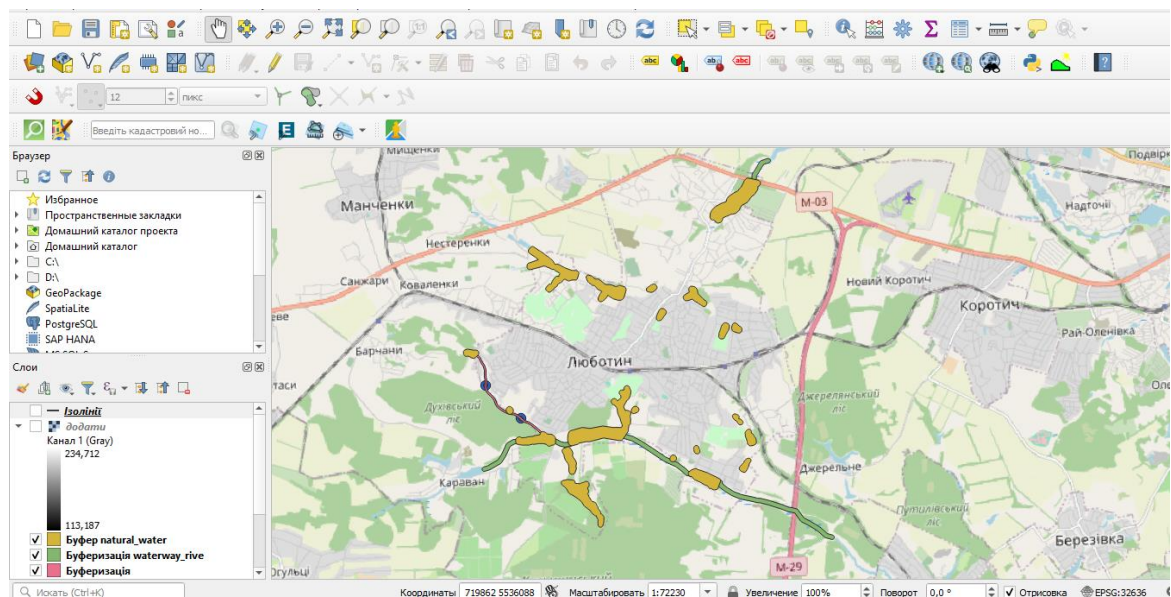 12
пикс
Введіть кадастровий но...
Браузер
Избранное
Пространственные закладки
Домашний каталог проекта
Домашний каталог
C:\
D:\
GeoPackage
SpatiaLite
PostgreSQL
SAP HANA
Слои
Ізолінії
додати
Канал 1 (Gray)
234,712
113,187
Буфер natural_water
Буферизація waterway_rive
Буферизація
Мищенки
Манченки
Нестеренки
Санжари
Коваленки
Барчани
Люботин
Духівський
ліс
Караван
Огульці
М-03
Подвірк
Надточії
Новий Коротич
Коротич
Рай-Оленівка
Джерелянський
ліс
Джерельне
Путилівський
ліс
Березівка
М-29
Искать (Ctrl+K)
Координаты 719862 5536088
Масштабировать 1:72230
Увеличение 100%
Поворот 0,0 °
Отрисовка
EPSG:32636